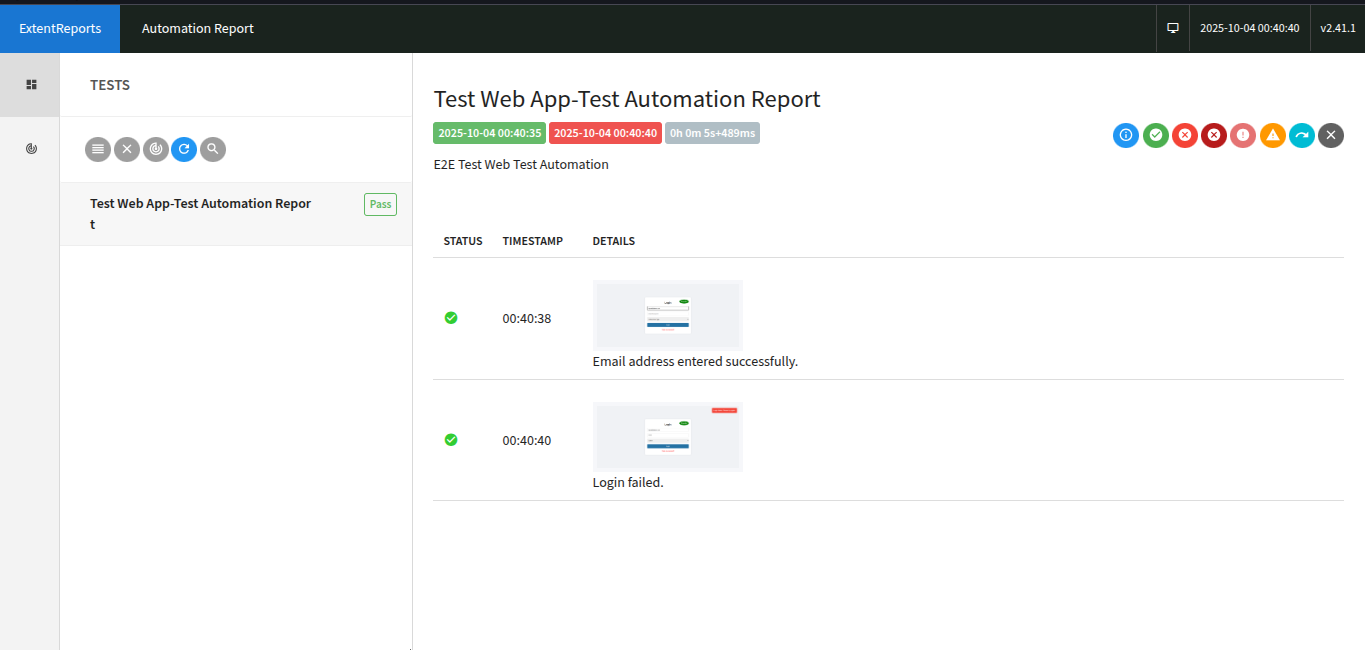 ExtentReports
Automation Report
2025-10-04 00:40:40
v2.41.1
TESTS
Test Web App-Test Automation Repor
t
Pass
Test Web App-Test Automation Report
2025-10-04 00:40:35 2025-10-04 00:40:40 0h 0m 5s+489ms
E2E Test Web Test Automation
STATUS TIMESTAMP DETAILS
00:40:38
Email address entered successfully.
00:40:40
Login failed.